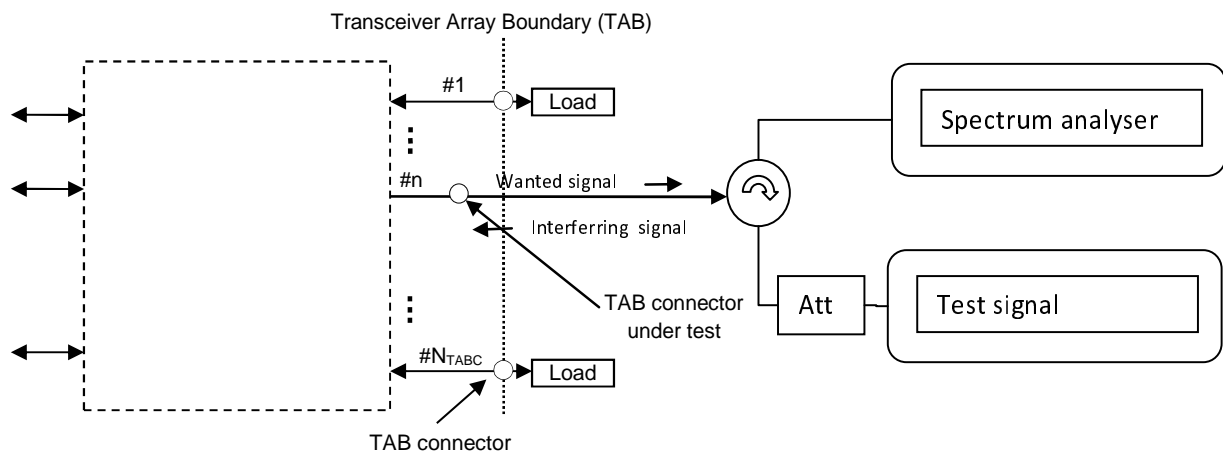 Transceiver Array Boundary (TAB)
#1
Load
Spectrum analyser
#n
Wanted signal
Interferring signal
TAB connector
under test
Att
Test signal
#NTABC
Load
TAB connector